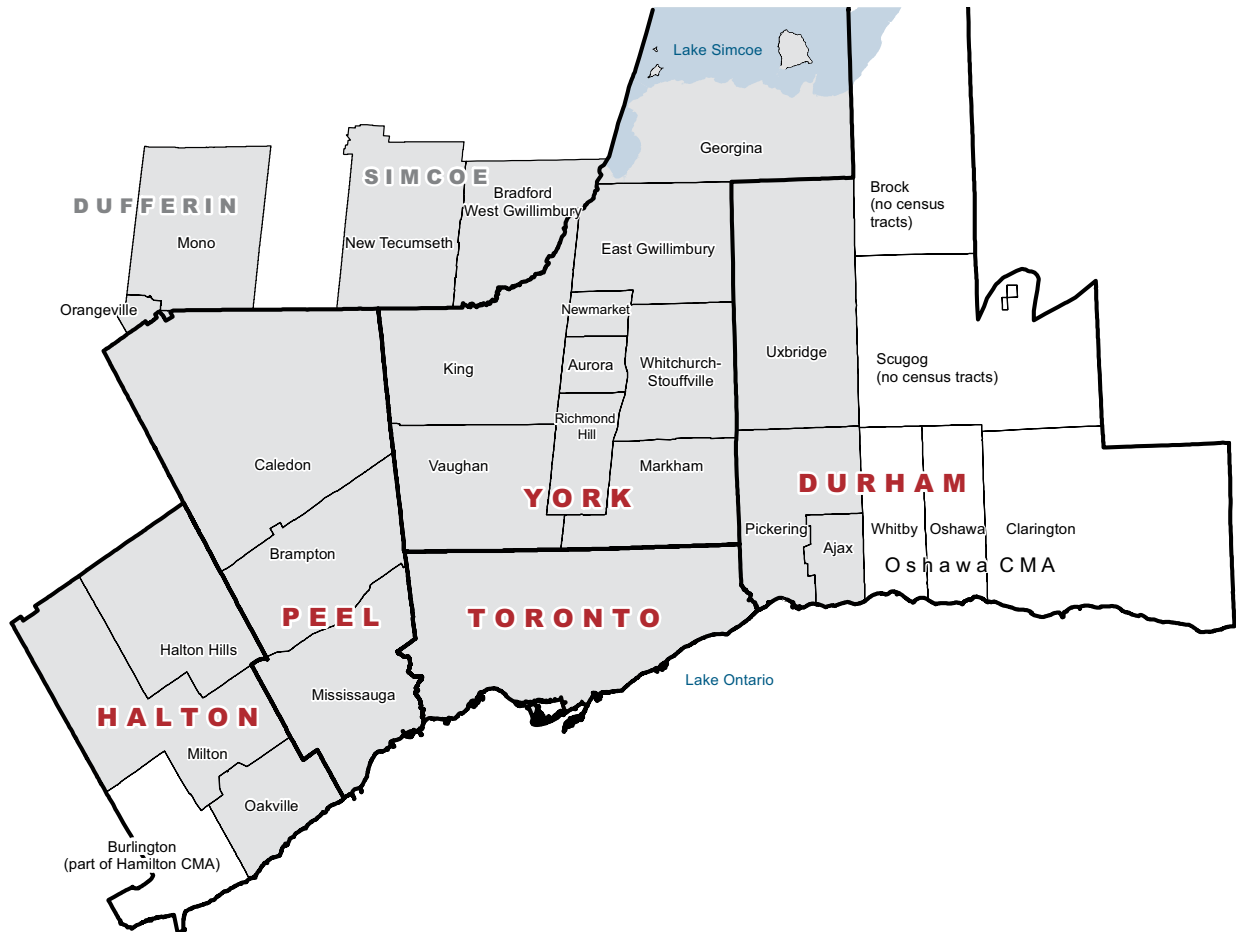 Lake Simcoe
Georgina
SIMCOE
DUFFERIN
Bradford
West Gwillimbury
Brock
(no census
tracts)
Mono
New Tecumseth
East Gwillimbury
Orangeville
Newmarket
King
Aurora
Whitchurch-
Stouffville
Uxbridge
Scugog
(no census tracts)
Richmond
Hill
Caledon
Vaughan
Markham
YORK
DURHAM
Pickering
Ajax
Whitby
Oshawa
Clarington
Oshawa CMA
Brampton
PEEL
TORONTO
Halton Hills
Mississauga
Lake Ontario
HALTON
Milton
Oakville
Burlington
(part of Hamilton CMA)